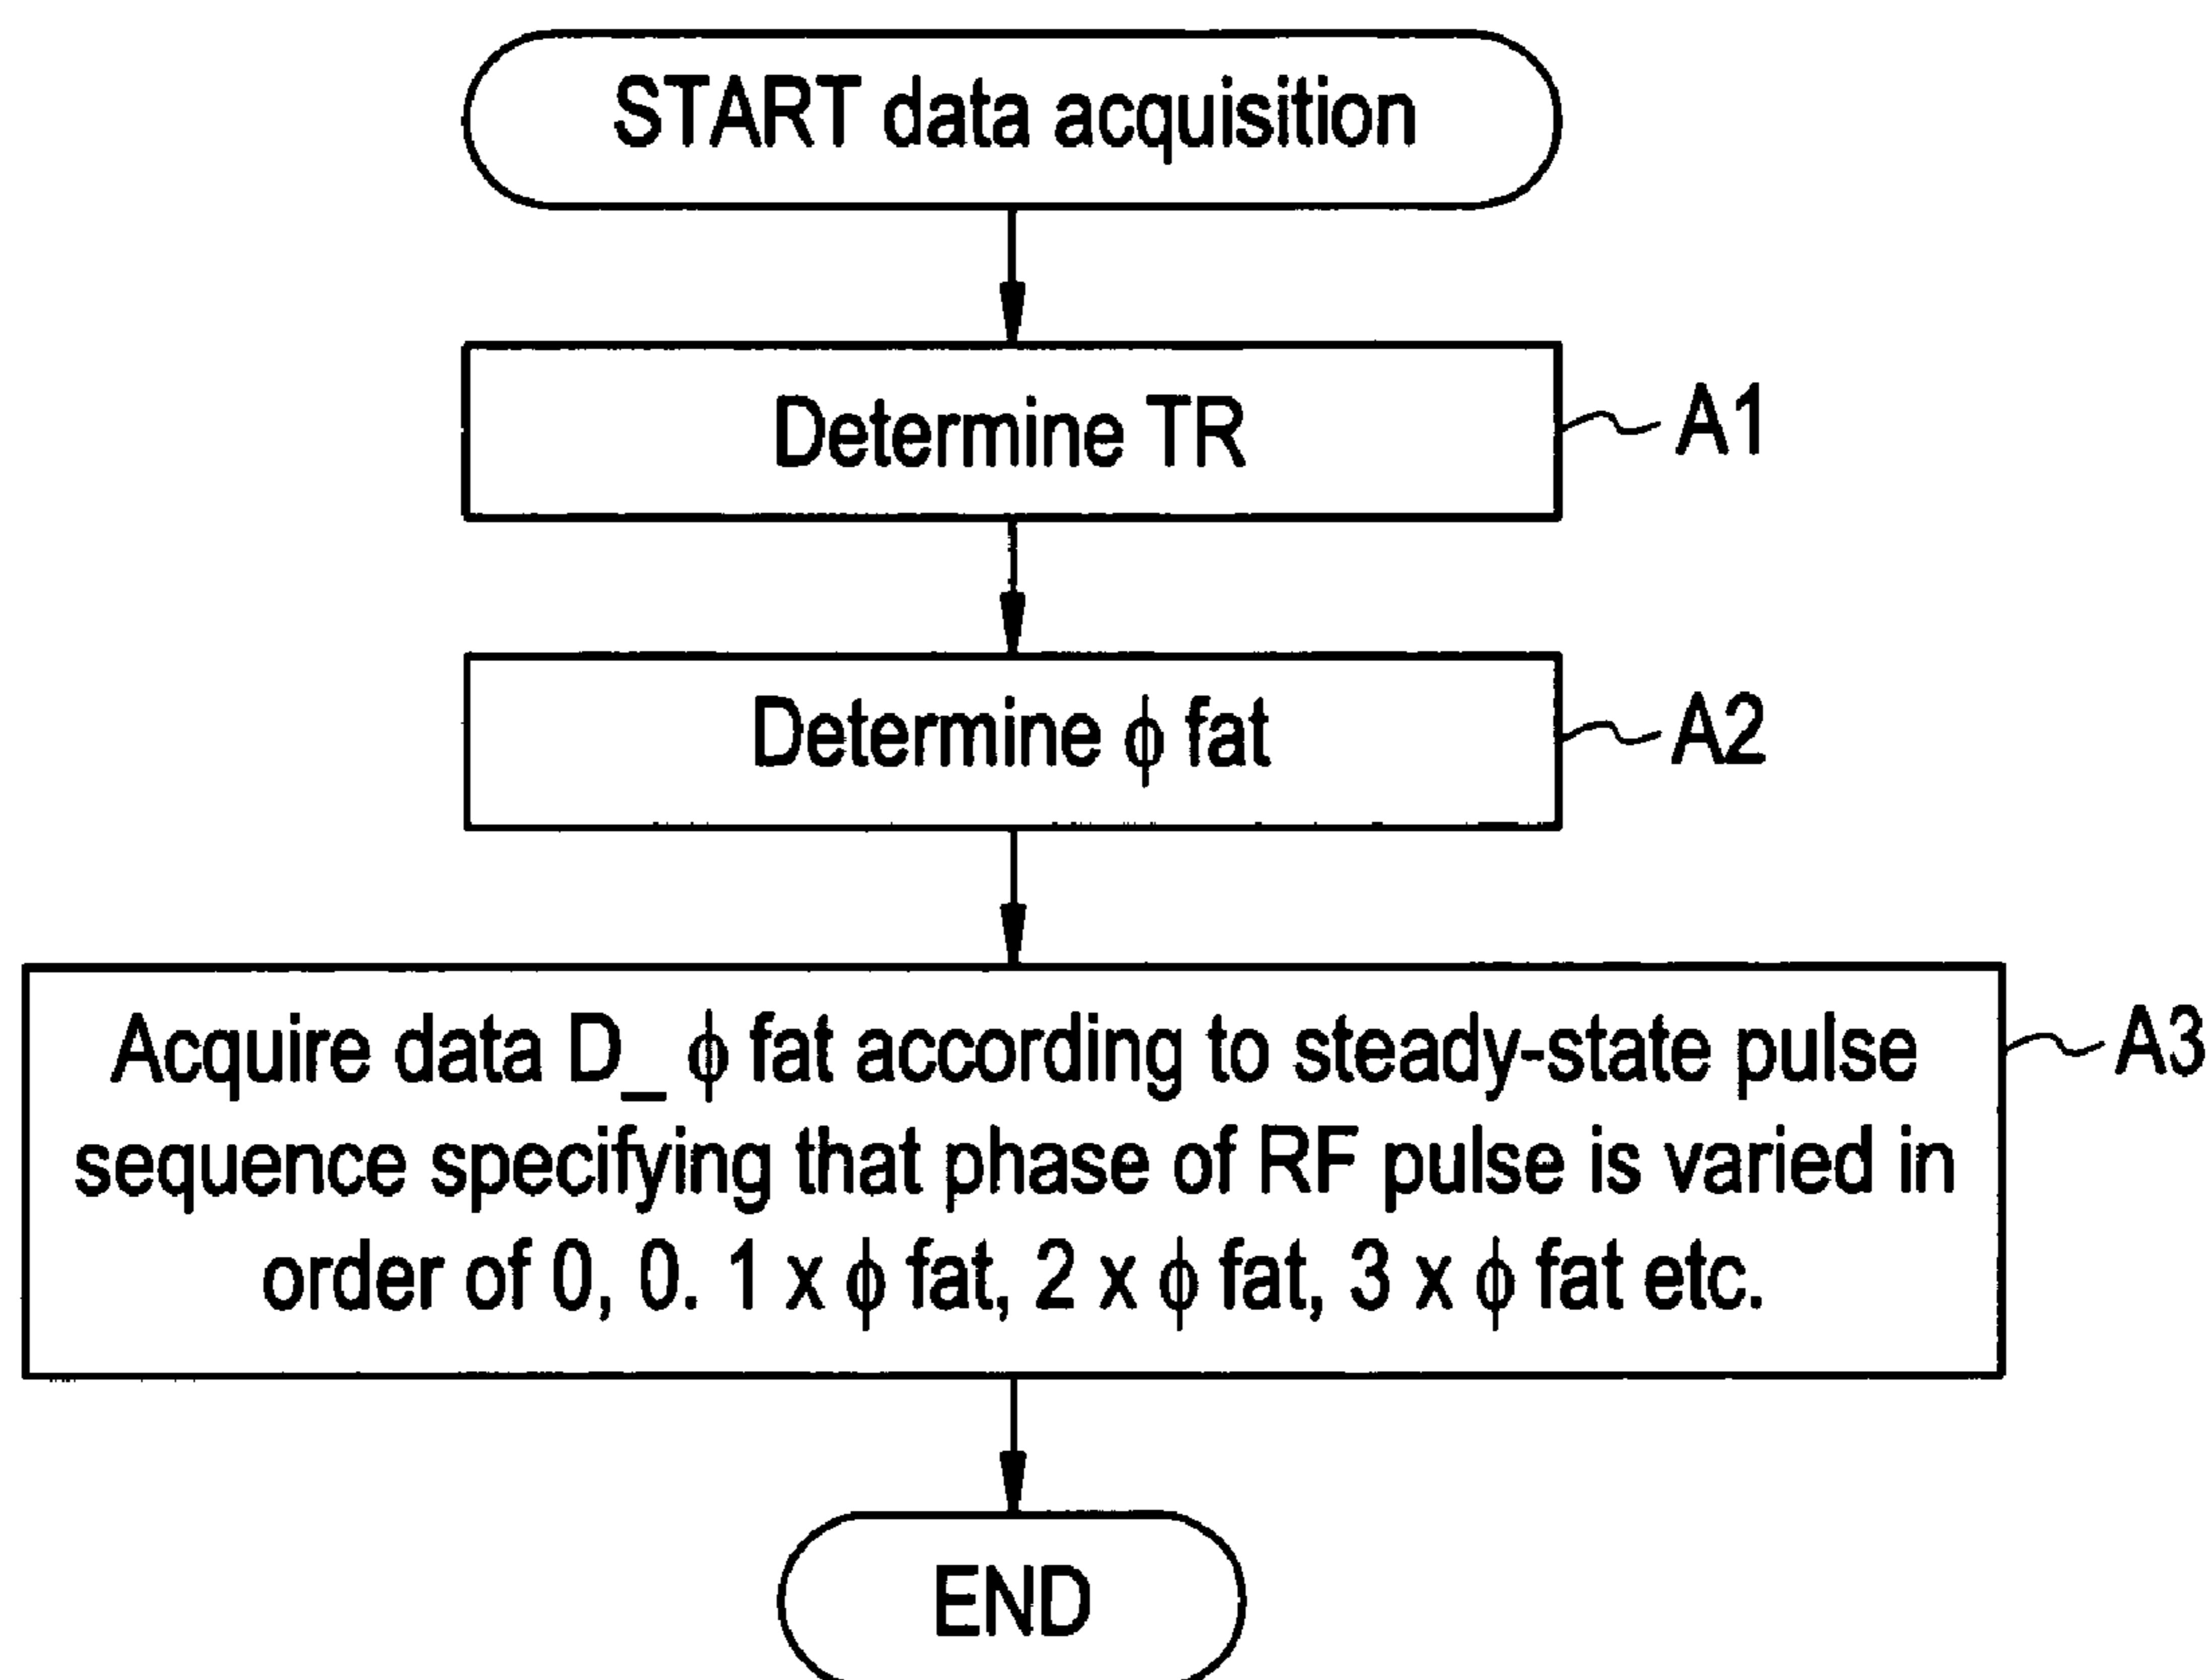 START data acquisition
Determine TR
A1
Determine ϕ fat
A2
Acquire data D_ ϕ fat according to steady-state pulse
A3
sequence specifying that phase of RF pulse is varied in
order of 0, 0. 1 x ϕ fat, 2 x ϕ fat, 3 x ϕ fat etc.
END